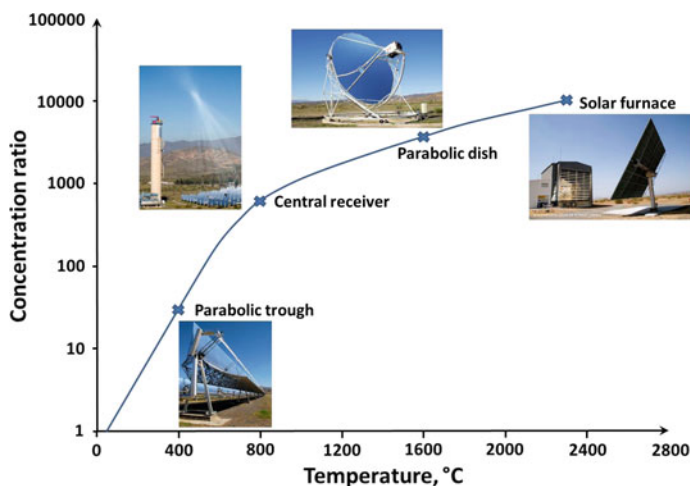 100000
10000
1000
100
10
1
Concentration ratio
Solar furnace
Parabolic dish
Central receiver
Parabolic trough
0
400
800
1200
1600
2000
2400
2800
Temperature, °C